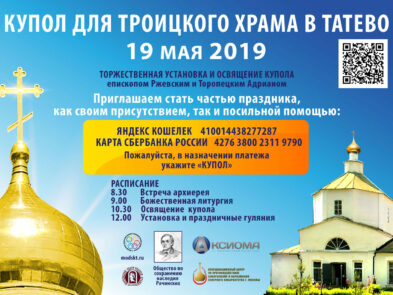 КУПОЛ ДЛЯ ТРОИЦКОГО ХРАМА В ТАТЕВО
19 МАЯ 2019
ТОРЖЕСТВЕННАЯ УСТАНОВКА И ОСВЯЩЕНИЕ КУПОЛА
епископом Ржевским и Торопецким Адрианом
Приглашаем стать частью праздника,
как своим присутствием, так и посильной помощью:
ЯНДЕКС КОШЕЛЕК 410014438277287
КАРТА СБЕРБАНКА РОССИИ 4276 3800 2311 9790
Пожалуйста, в назначении платежа
укажите «КУПОЛ»
РАСПИСАНИЕ
8.30 Встреча архиерея
9.00 Божественная литургия
10.30 Освящение купола
12.00 Установка и праздничные гуляния
modskt.ru
Общество по
сохранению
наследия
Рачинских
АКСИОМА